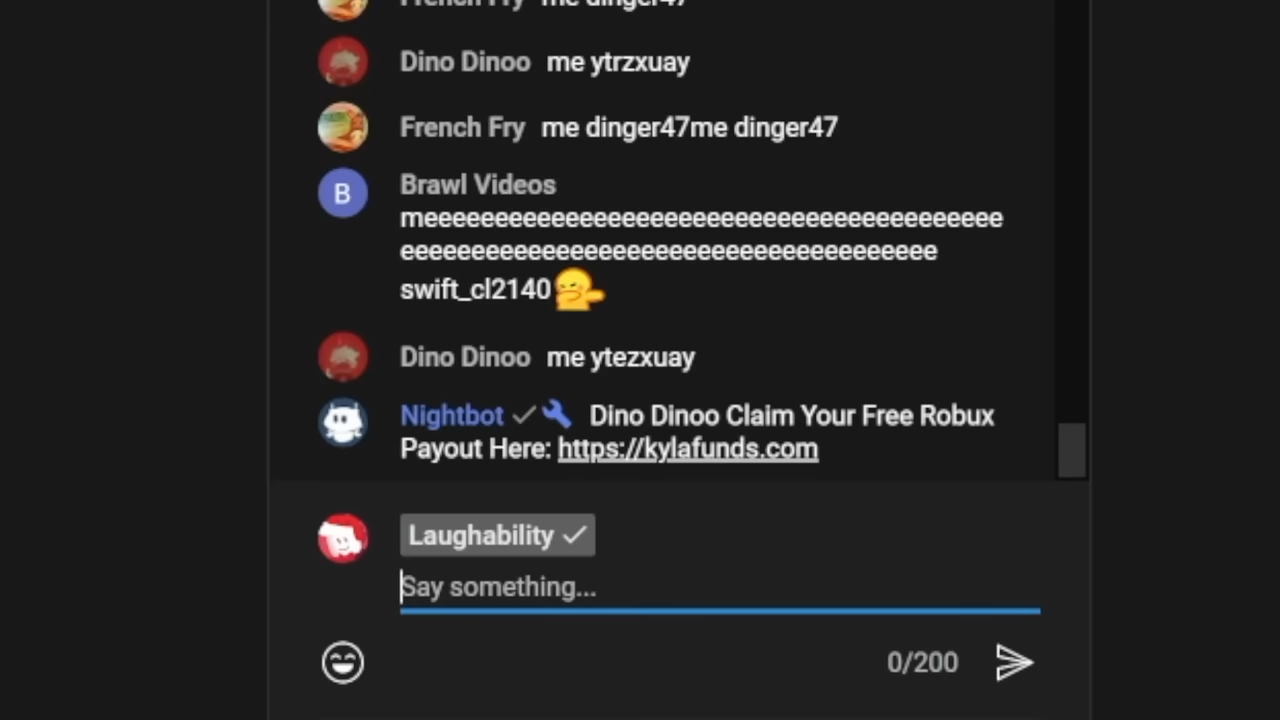 French Fry me dinger47
Dino Dinoo me ytrzxuay
French Fry me dinger47me dinger47
B Brawl Videos
meeeeeeeeeeeeeeeeeeeeeeeeeeeeeeeeeeeeeeeee
eeeeeeeeeeeeeeeeeeeeeeeeeeeeeeeeeeeeee
swift_cl2140
Dino Dinoo me ytezxuay
Nightbot Dino Dinoo Claim Your Free Robux
Payout Here: https://kylafunds.com
Laughability
Say something...
0/200